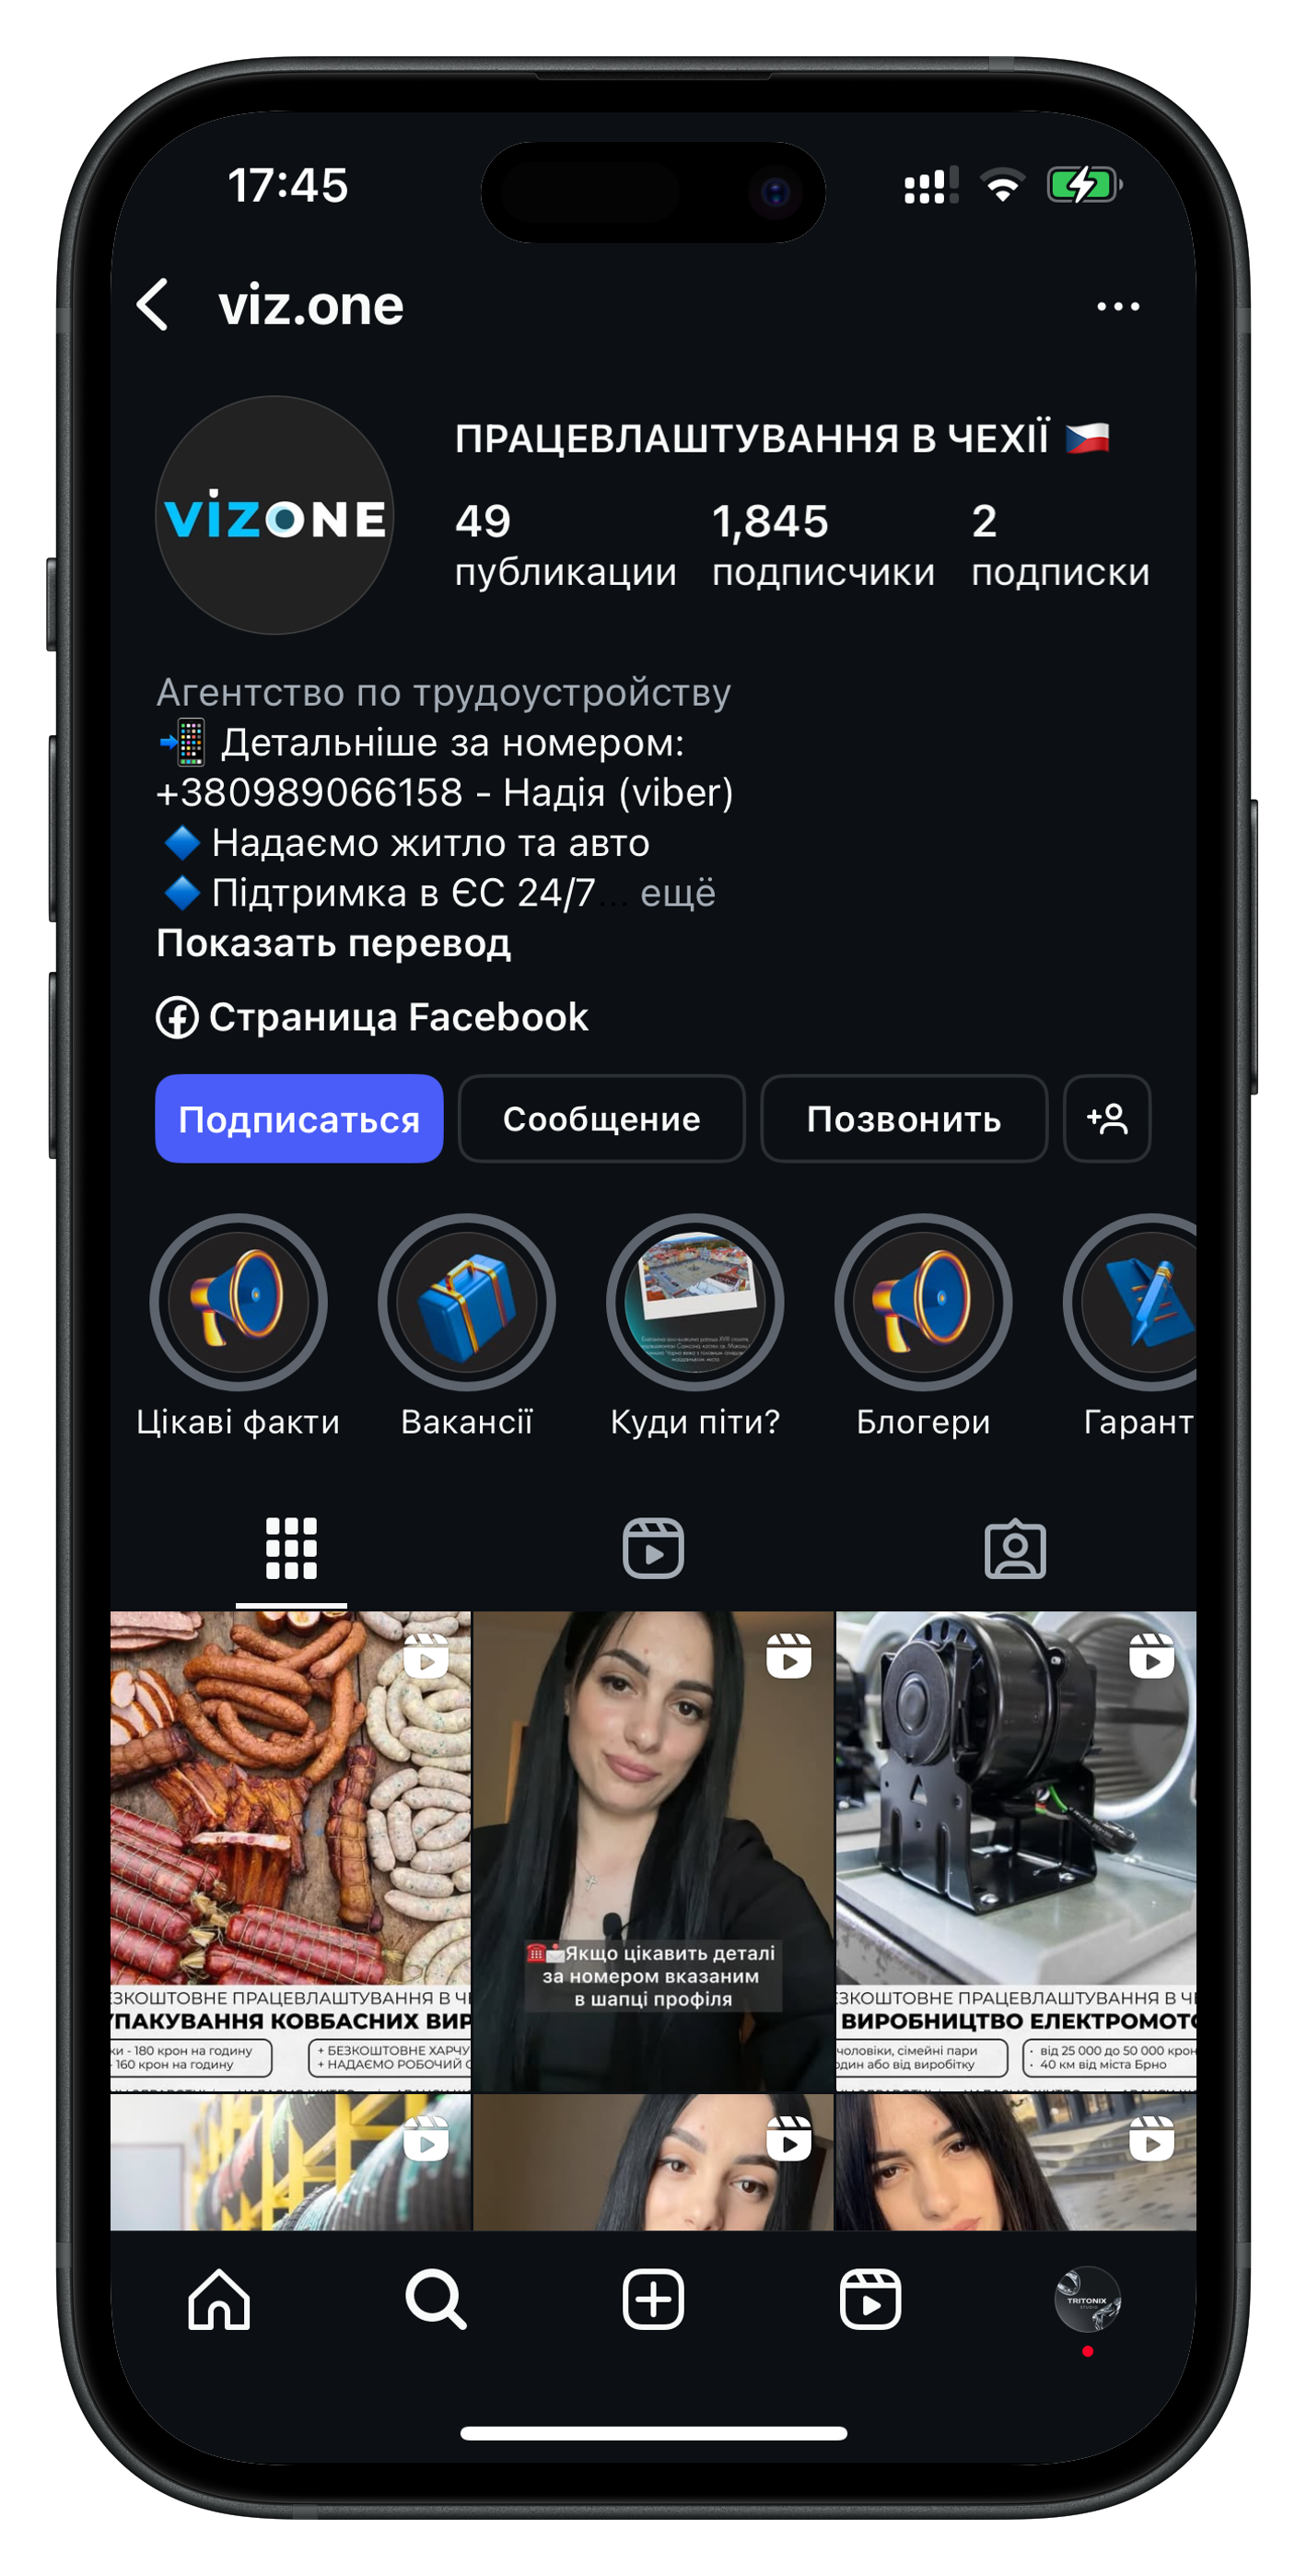 17:45
viz.one
VIZONE
ПРАЦЕВЛАШТУВАННЯ В ЧЕХІЇ
49 1,845 2
публикации подписчики подписки
Агентство по трудоустройству
Детальніше за номером:
+380989066158 - Надія (viber)
Надаємо житло та авто
Підтримка в ЄС 24/7... ещё
Показать перевод
Страница Facebook
Подписаться Сообщение Позвонить
Цікаві факти Вакансії Куди піти? Блогери Гарант
Якщо цікавить деталі
за номером вказаним
в шапці профілю
ЗКОШТОВНЕ ПРАЦЕВЛАШТУВАННЯ В Ч
ПАКУВАННЯ КОВБАСНИХ ВИР
ки - 180 крон на годину
- 160 крон на годину
+ БЕЗКОШТОВНЕ ХАРЧУ
+ НАДАЄМО РОБОЧИЙ
ЗКОШТОВНЕ ПРАЦЕВЛАШТУВАННЯ В Ч
ВИРОБНИЦТВО ЕЛЕКТРОМОТО
чоловіки, сімейні пари
один або від виробітку
· від 25 000 до 50 000 крон
· 40 км від міста Брно
TRITONIX